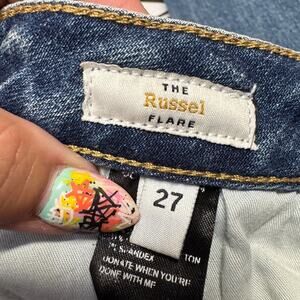 THE
Russel
FLARE
27
SPANDEX
DONATE WHEN YOU'RE
DONE WITH ME